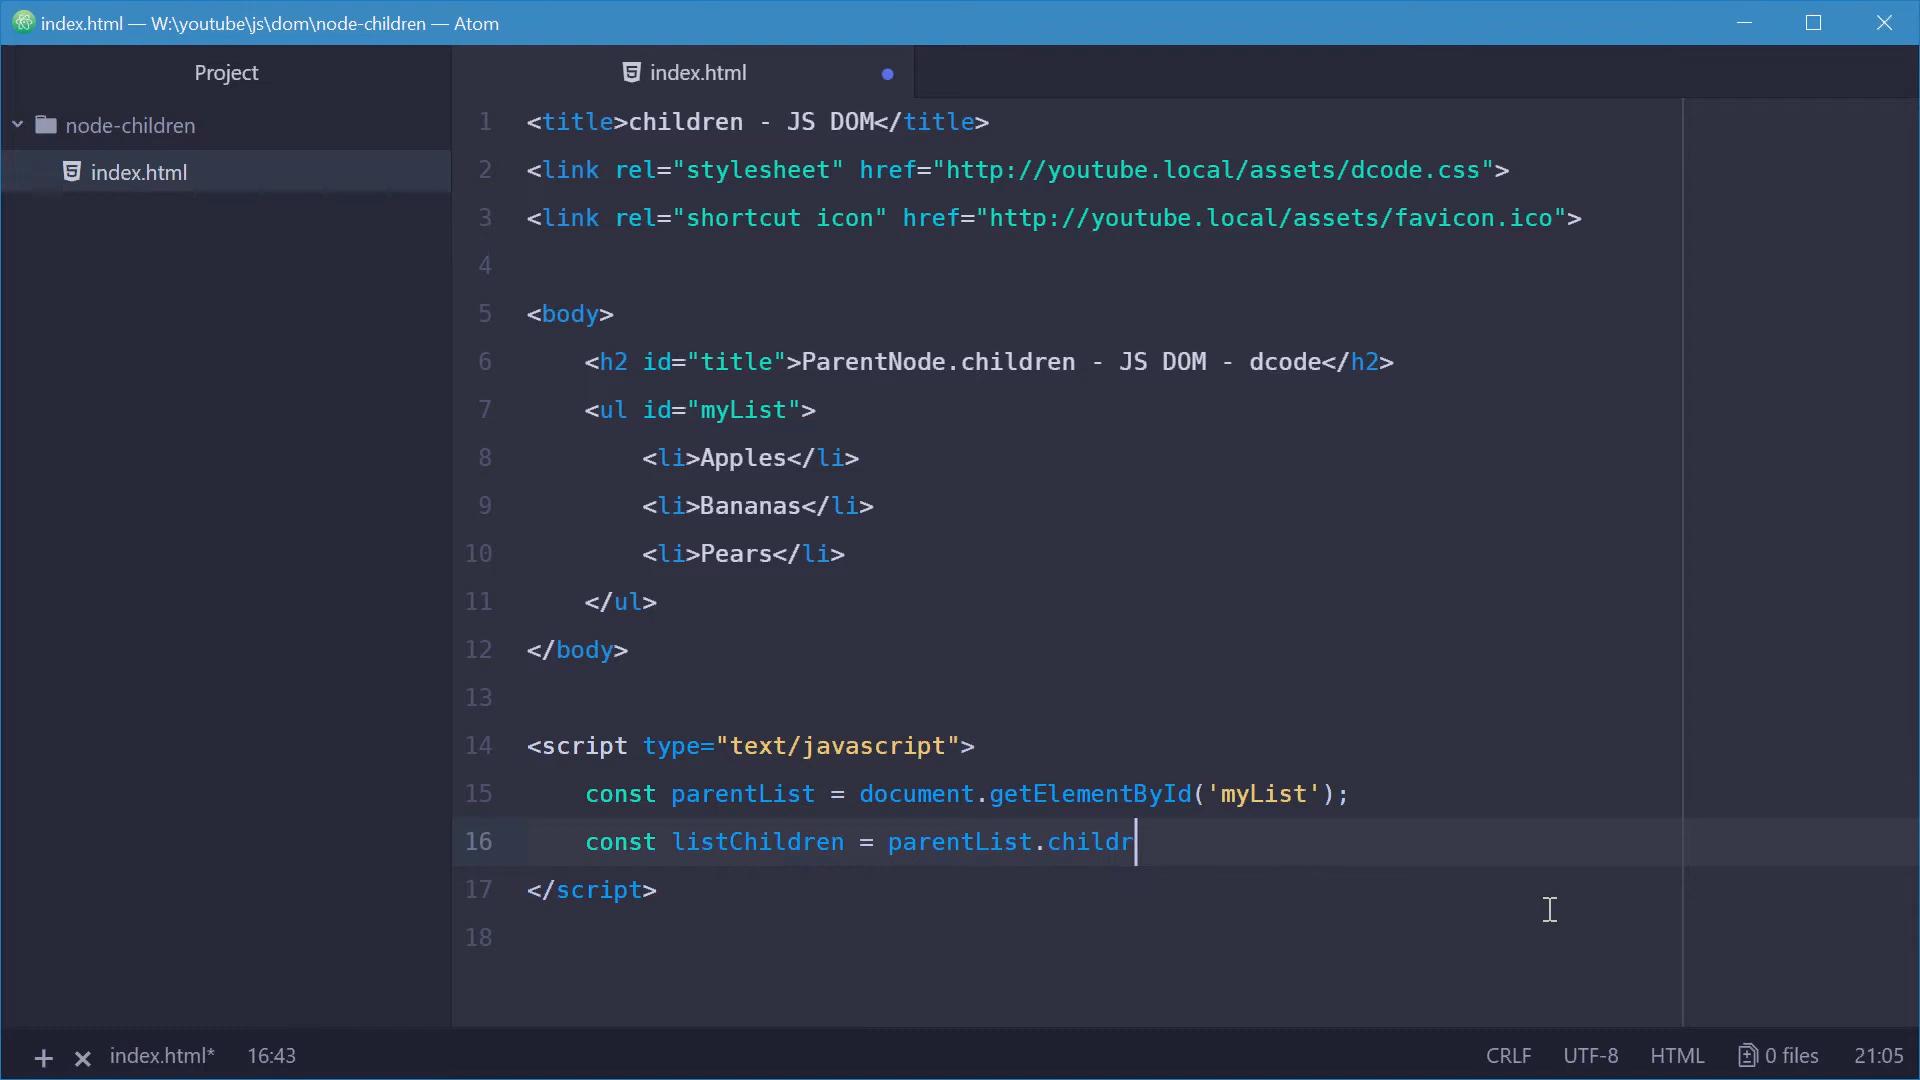 index.html — W:\youtube\js\dom\node-children — Atom
Project
index.html
node-children
index.html
1 <title>children - JS DOM</title>
2 <link rel="stylesheet" href="http://youtube.local/assets/dcode.css">
3 <link rel="shortcut icon" href="http://youtube.local/assets/favicon.ico">
4
5 <body>
6 <h2 id="title">ParentNode.children - JS DOM - dcode</h2>
7 <ul id="myList">
8 <li>Apples</li>
9 <li>Bananas</li>
10 <li>Pears</li>
11 </ul>
12 </body>
13
14 <script type="text/javascript">
15 const parentList = document.getElementById('myList');
16 const listChildren = parentList.childr
17 </script>
18
index.html* 16:43 CRLF UTF-8 HTML 0 files 21:05